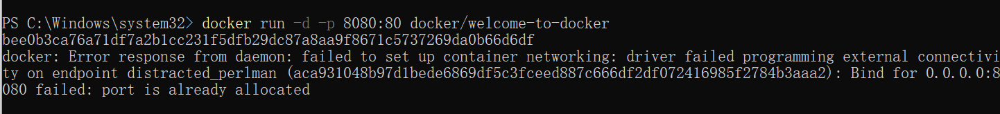 PS C:\Windows\system32> docker run -d -p 8080:80 docker/welcome-to-docker
bee0b3ca76a71df7a2b1cc231f5dfb29dc87a8aa9f8671c5737269da0b66d6df
docker: Error response from daemon: failed to set up container networking: driver failed programming external connectivi
ty on endpoint distracted_perlman (aca931048b97d1bede6869df5c3fceed887c666df2df072416985f2784b3aaa2): Bind for 0.0.0.0:8
080 failed: port is already allocated